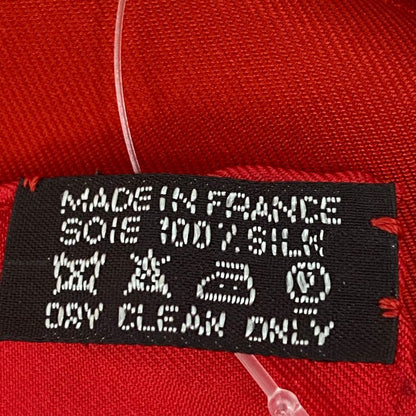 MADE IN FRANCE
SOIE 100% SILK
DRY CLEAN ONLY